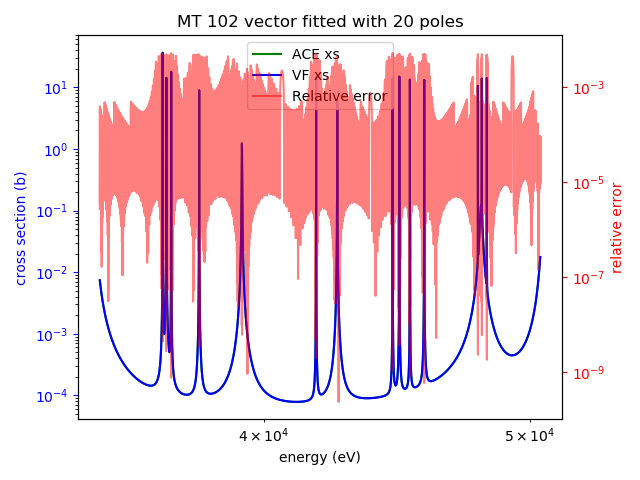 MT 102 vector fitted with 20 poles
ACE xs
VF xs
Relative error
10¹
10⁰
10⁻¹
10⁻²
10⁻³
10⁻⁴
cross section (b)
10⁻³
10⁻⁵
10⁻⁷
10⁻⁹
relative error
4 × 10⁴
5 × 10⁴
energy (eV)